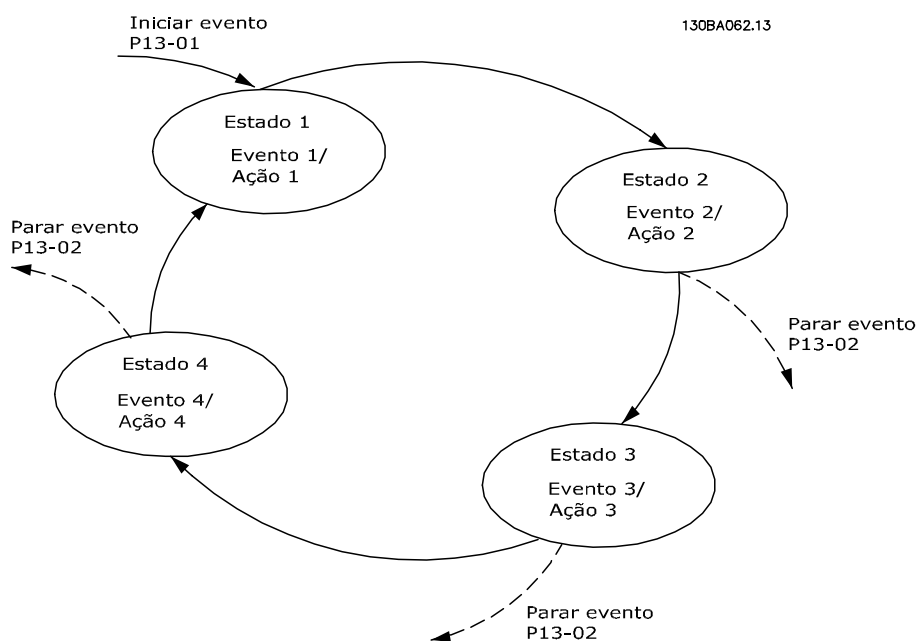 Iniciar evento
P13-01
130BA062.13
Estado 1
Evento 1/
Ação 1
Estado 2
Evento 2/
Ação 2
Parar evento
P13-02
Parar evento
P13-02
Estado 4
Evento 4/
Ação 4
Estado 3
Evento 3/
Ação 3
Parar evento
P13-02